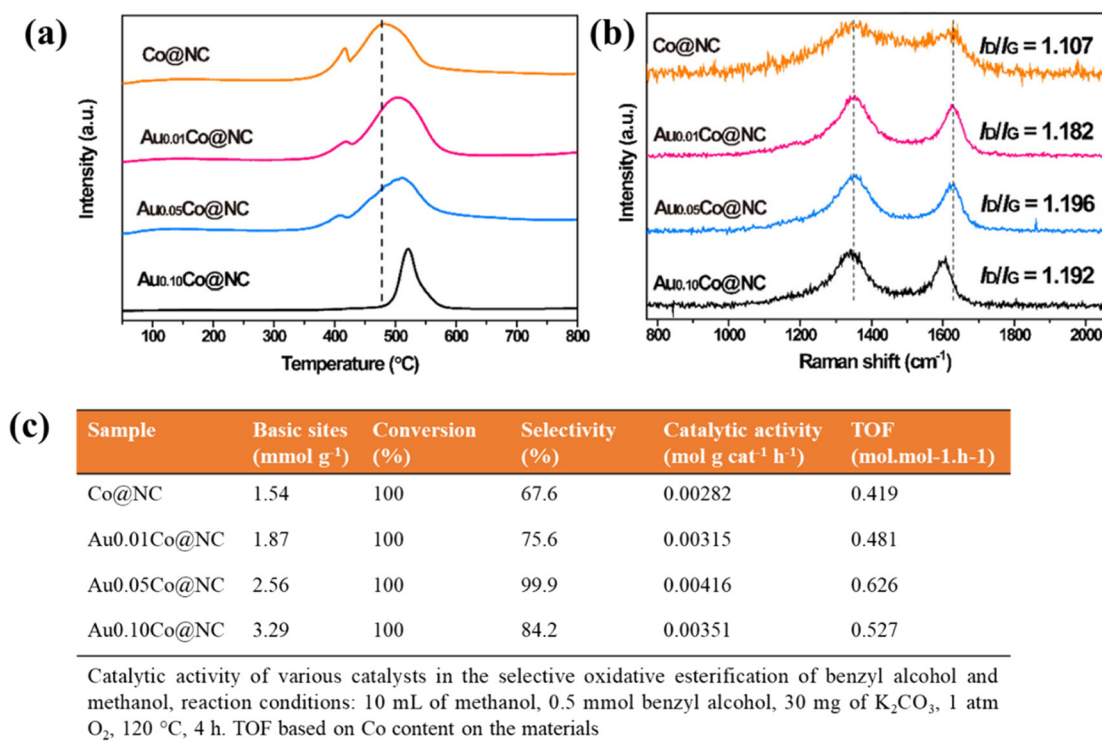 (a)
Co@NC
Au0.01Co@NC
Au0.05Co@NC
Au0.10Co@NC
Intensity (a.u.)
100 200 300 400 500 600 700 800
Temperature (°C)
(b)
Co@NC
I_D/I_G = 1.107
Au0.01Co@NC
I_D/I_G = 1.182
Au0.05Co@NC
I_D/I_G = 1.196
Au0.10Co@NC
I_D/I_G = 1.192
Intensity (a.u.)
800 1000 1200 1400 1600 1800 2000
Raman shift (cm⁻¹)
(c)
Sample Basic sites Conversion Selectivity Catalytic activity TOF
(mmol g⁻¹) (%) (%) (mol g cat⁻¹ h⁻¹) (mol.mol-1.h-1)
Co@NC 1.54 100 67.6 0.00282 0.419
Au0.01Co@NC 1.87 100 75.6 0.00315 0.481
Au0.05Co@NC 2.56 100 99.9 0.00416 0.626
Au0.10Co@NC 3.29 100 84.2 0.00351 0.527
Catalytic activity of various catalysts in the selective oxidative esterification of benzyl alcohol and
methanol, reaction conditions: 10 mL of methanol, 0.5 mmol benzyl alcohol, 30 mg of K₂CO₃, 1 atm
O₂, 120 °C, 4 h. TOF based on Co content on the materials